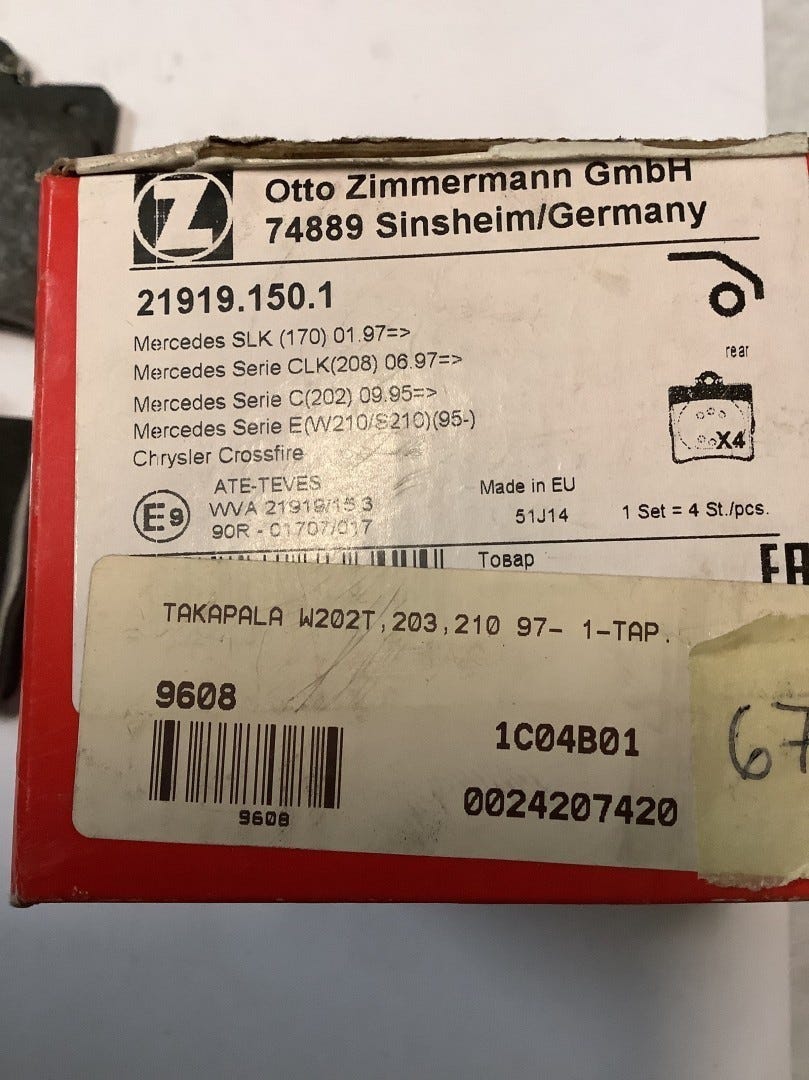 Z
Otto Zimmermann GmbH
74889 Sinsheim/Germany
21919.150.1
Mercedes SLK (170) 01.97=>
Mercedes Serie CLK(208) 06.97=>
Mercedes Serie C(202) 09.95=>
Mercedes Serie E(W210/S210)(95-)
Chrysler Crossfire
rear
X4
E9
ATE-TEVES
WVA 21919/15.3
90R - 01707/017
Made in EU
51J14
1 Set = 4 St./pcs.
Товар
TAKAPALA W202T,203,210 97- 1-TAP.
9608
9608
1C04B01
0024207420
67